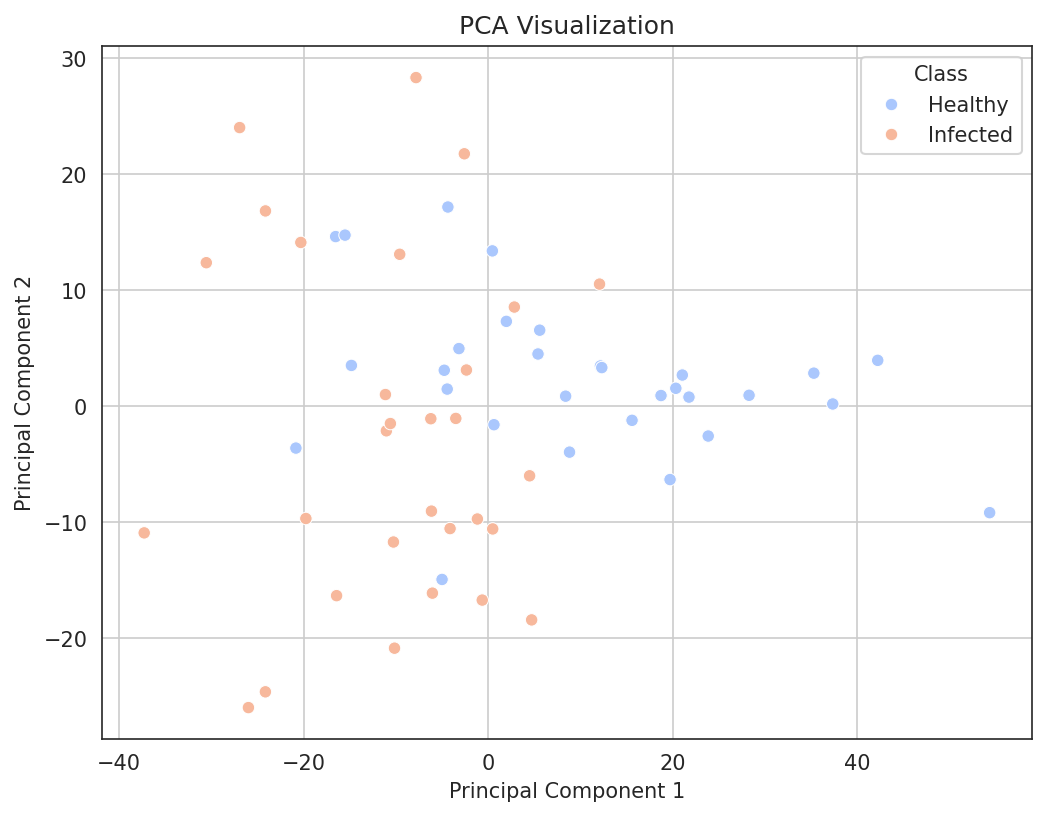 PCA Visualization
Class
Healthy
Infected
30
20
10
0
−10
−20
Principal Component 2
−40
−20
0
20
40
Principal Component 1